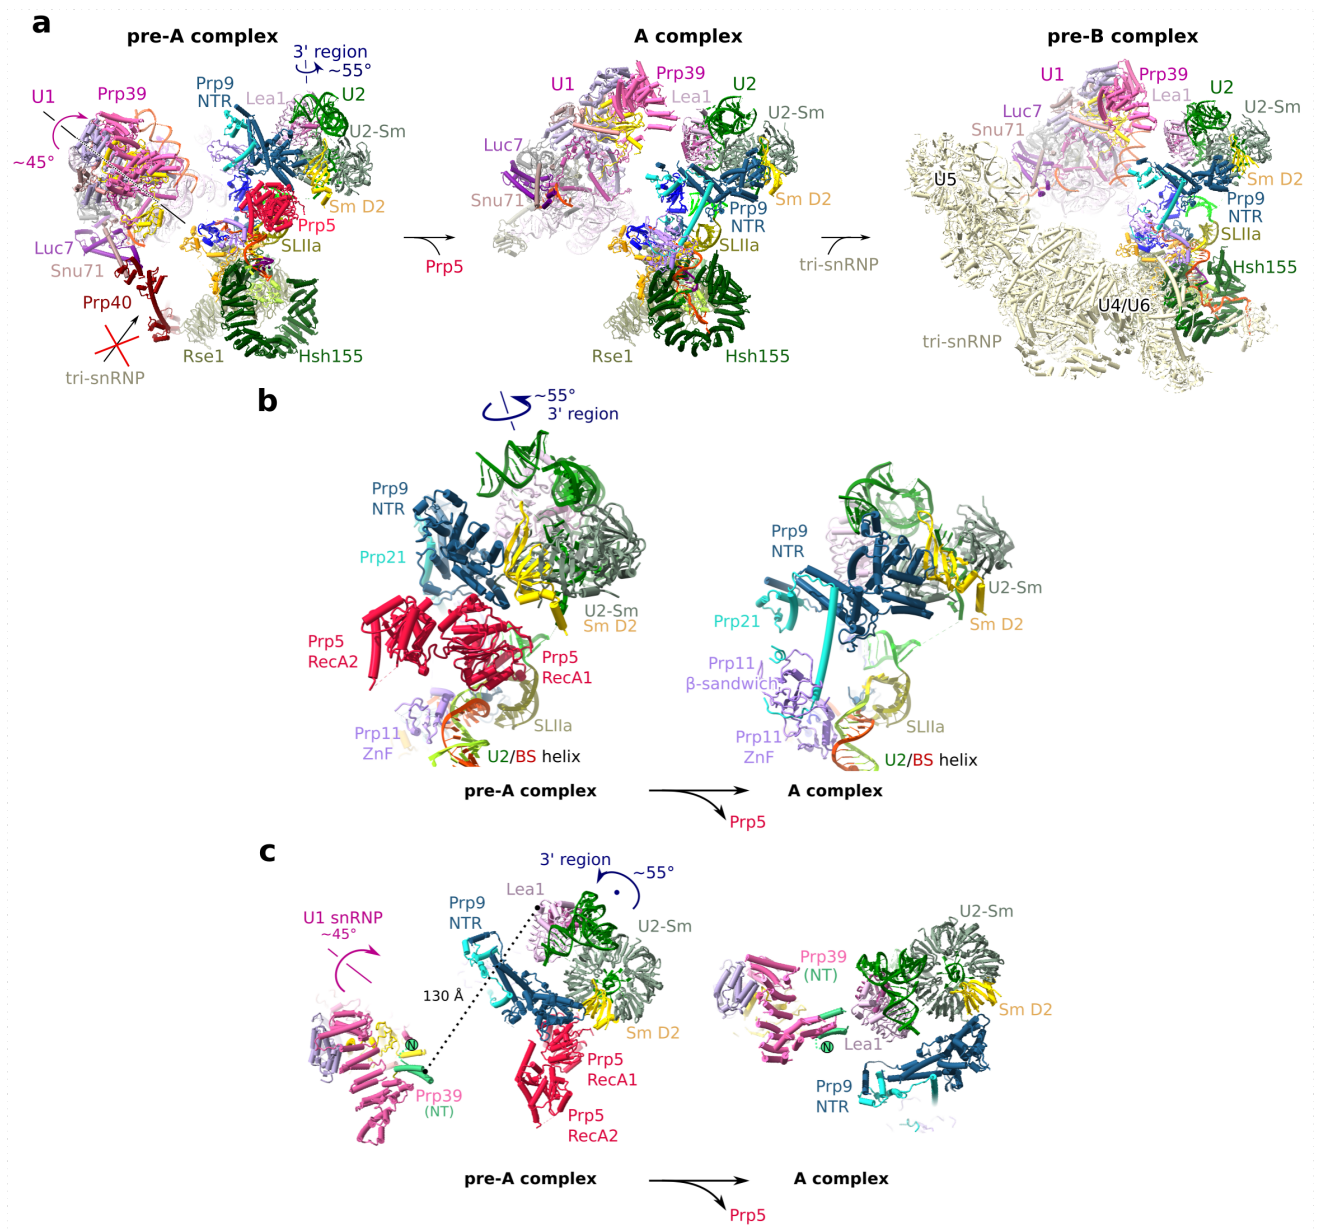 a
pre-A complex
A complex
pre-B complex
3' region
~55°
U1
Prp39
~45°
Prp9
NTR
Lea1
U2
U2-Sm
Sm D2
Prp5
SLIIa
Luc7
Snu71
Prp40
tri-snRNP
Rse1
Hsh155
Prp5
U1
Prp39
Lea1
U2
U2-Sm
Luc7
Snu71
Sm D2
Prp9
NTR
SLIIa
Rse1
Hsh155
tri-snRNP
U1
Prp39
Lea1
U2
U2-Sm
Snu71
Luc7
U5
Sm D2
Prp9
NTR
SLIIa
Hsh155
U4/U6
tri-snRNP
b
~55°
3' region
Prp9
NTR
Prp21
U2-Sm
Sm D2
Prp5
RecA2
Prp5
RecA1
SLIIa
Prp11
ZnF
U2/BS helix
Prp9
NTR
U2-Sm
Sm D2
Prp21
Prp11
β-sandwich
SLIIa
Prp11
ZnF
U2/BS helix
pre-A complex
A complex
Prp5
c
3' region
~55°
Lea1
U1 snRNP
~45°
Prp9
NTR
U2-Sm
130 Å
N
Prp39
(NT)
Sm D2
Prp5
RecA1
Prp5
RecA2
U2-Sm
Prp39
(NT)
Sm D2
N
Lea1
Prp9
NTR
pre-A complex
A complex
Prp5